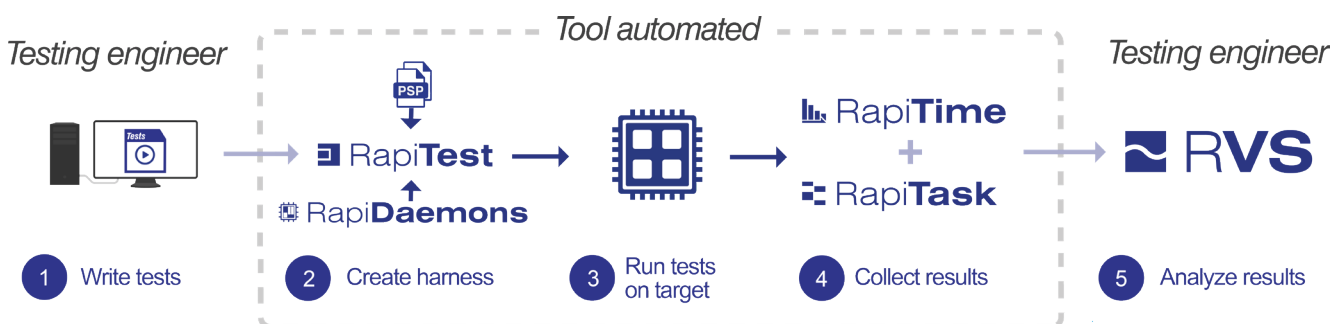 Testing engineer
Tool automated
Testing engineer
Tests
PSP
RapiTest
RapiDaemons
RapiTime
+
RapiTask
RVS
1 Write tests
2 Create harness
3 Run tests
on target
4 Collect results
5 Analyze results